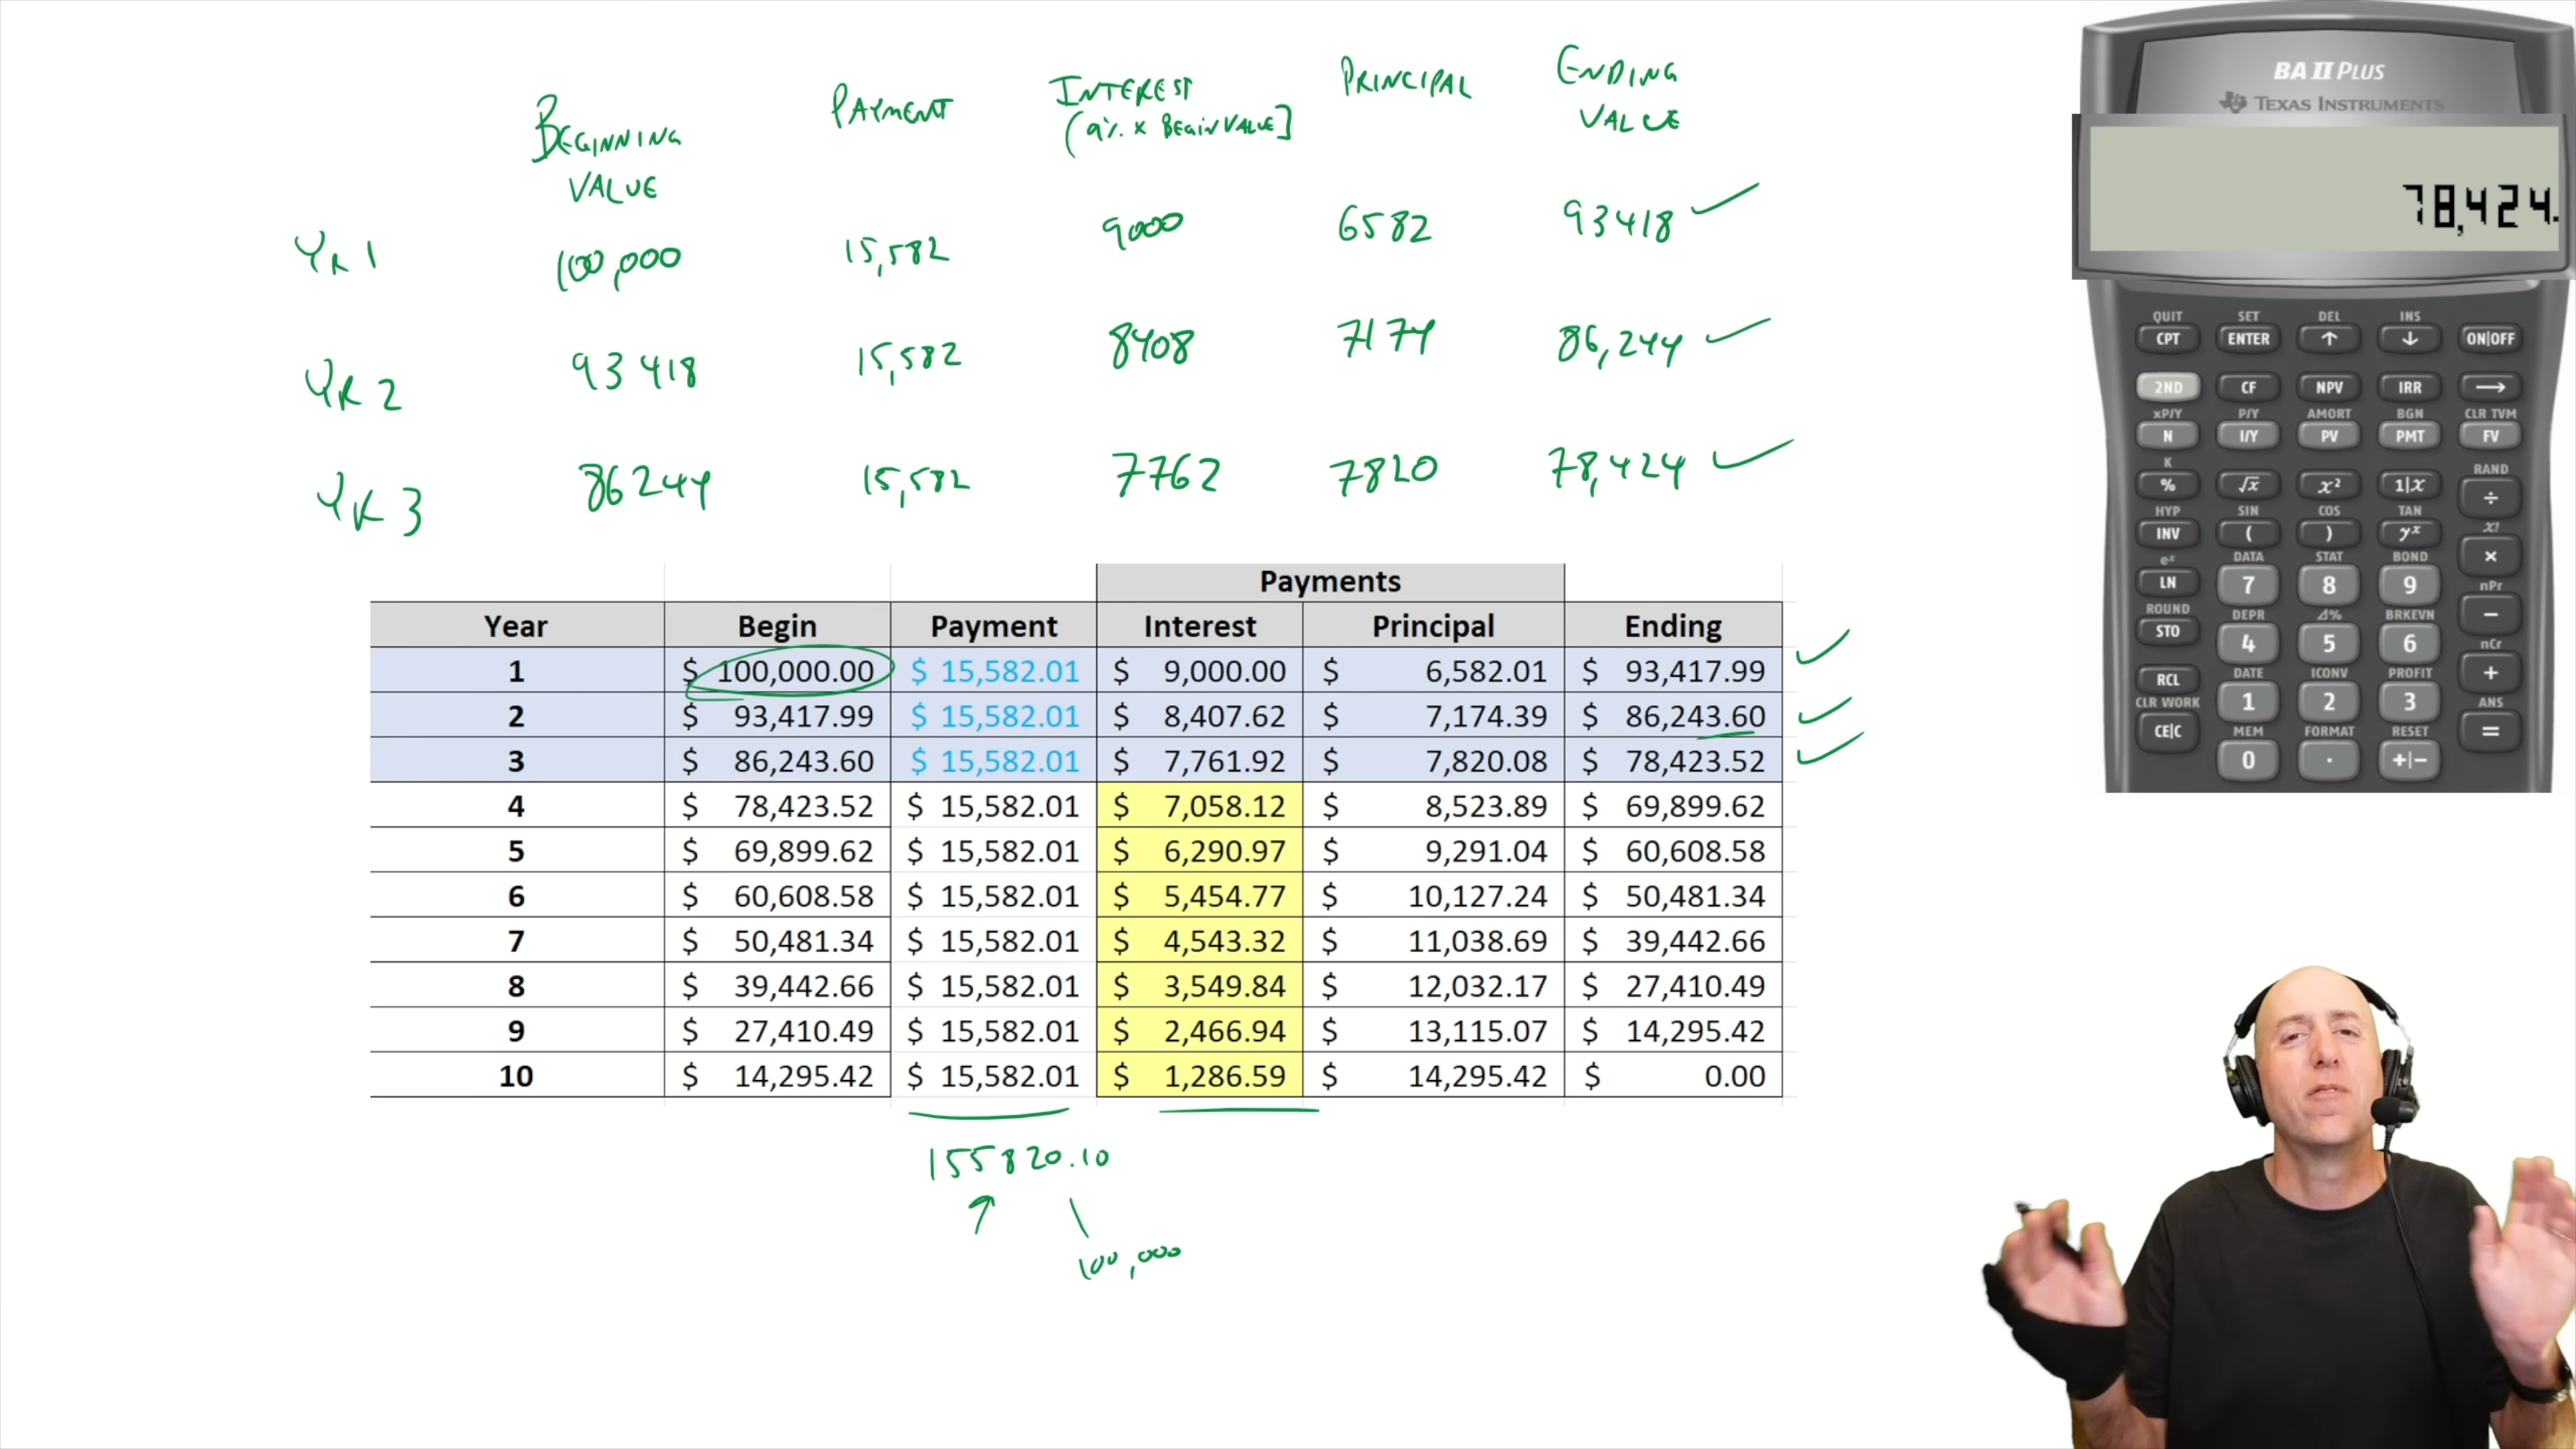 BEGINNING VALUE PAYMENT INTEREST (9% x BEGIN VALUE] PRINCIPAL ENDING VALUE
YR 1 100,000 15,582 9000 6582 93418
YR 2 93418 15,582 8408 7174 86,244
YR 3 86244 15,582 7762 7820 78,424
Payments
Year Begin Payment Interest Principal Ending
1 $ 100,000.00 $ 15,582.01 $ 9,000.00 $ 6,582.01 $ 93,417.99
2 $ 93,417.99 $ 15,582.01 $ 8,407.62 $ 7,174.39 $ 86,243.60
3 $ 86,243.60 $ 15,582.01 $ 7,761.92 $ 7,820.08 $ 78,423.52
4 $ 78,423.52 $ 15,582.01 $ 7,058.12 $ 8,523.89 $ 69,899.62
5 $ 69,899.62 $ 15,582.01 $ 6,290.97 $ 9,291.04 $ 60,608.58
6 $ 60,608.58 $ 15,582.01 $ 5,454.77 $ 10,127.24 $ 50,481.34
7 $ 50,481.34 $ 15,582.01 $ 4,543.32 $ 11,038.69 $ 39,442.66
8 $ 39,442.66 $ 15,582.01 $ 3,549.84 $ 12,032.17 $ 27,410.49
9 $ 27,410.49 $ 15,582.01 $ 2,466.94 $ 13,115.07 $ 14,295.42
10 $ 14,295.42 $ 15,582.01 $ 1,286.59 $ 14,295.42 $ 0.00
155820.10
100,000
BA II PLUS
TEXAS INSTRUMENTS
78,424.
QUIT SET DEL INS
CPT ENTER ↑ ↓ ON|OFF
2ND CF NPV IRR →
xP/Y P/Y AMORT BGN CLR TVM
N I/Y PV PMT FV
K RAND
% √x x² 1|x ÷
HYP SIN COS TAN x!
INV ( ) yˣ ×
eˣ DATA STAT BOND nPr
LN 7 8 9 −
ROUND DEPR Δ% BRKEVN nCr
STO 4 5 6 +
DATE ICONV PROFIT
RCL 1 2 3
CLR WORK MEM FORMAT RESET ANS
CE|C 0 . +|− =